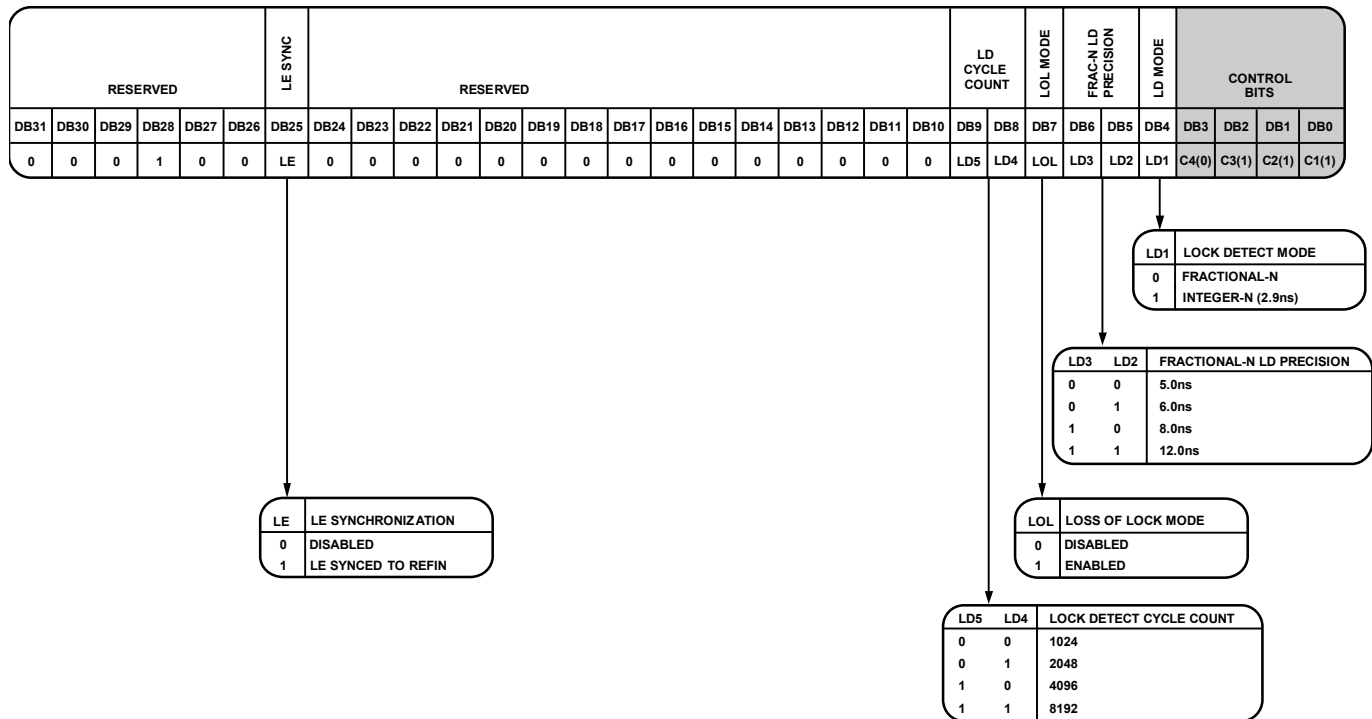 RESERVED
LE SYNC
RESERVED
LD
CYCLE
COUNT
LOL MODE
FRAC-N LD
PRECISION
LD MODE
CONTROL
BITS
DB31 DB30 DB29 DB28 DB27 DB26 DB25 DB24 DB23 DB22 DB21 DB20 DB19 DB18 DB17 DB16 DB15 DB14 DB13 DB12 DB11 DB10 DB9 DB8 DB7 DB6 DB5 DB4 DB3 DB2 DB1 DB0
0 0 0 1 0 0 LE 0 0 0 0 0 0 0 0 0 0 0 0 0 0 0 LD5 LD4 LOL LD3 LD2 LD1 C4(0) C3(1) C2(1) C1(1)
LD1 LOCK DETECT MODE
0 FRACTIONAL-N
1 INTEGER-N (2.9ns)
LD3 LD2 FRACTIONAL-N LD PRECISION
0 0 5.0ns
0 1 6.0ns
1 0 8.0ns
1 1 12.0ns
LE LE SYNCHRONIZATION
0 DISABLED
1 LE SYNCED TO REFIN
LOL LOSS OF LOCK MODE
0 DISABLED
1 ENABLED
LD5 LD4 LOCK DETECT CYCLE COUNT
0 0 1024
0 1 2048
1 0 4096
1 1 8192